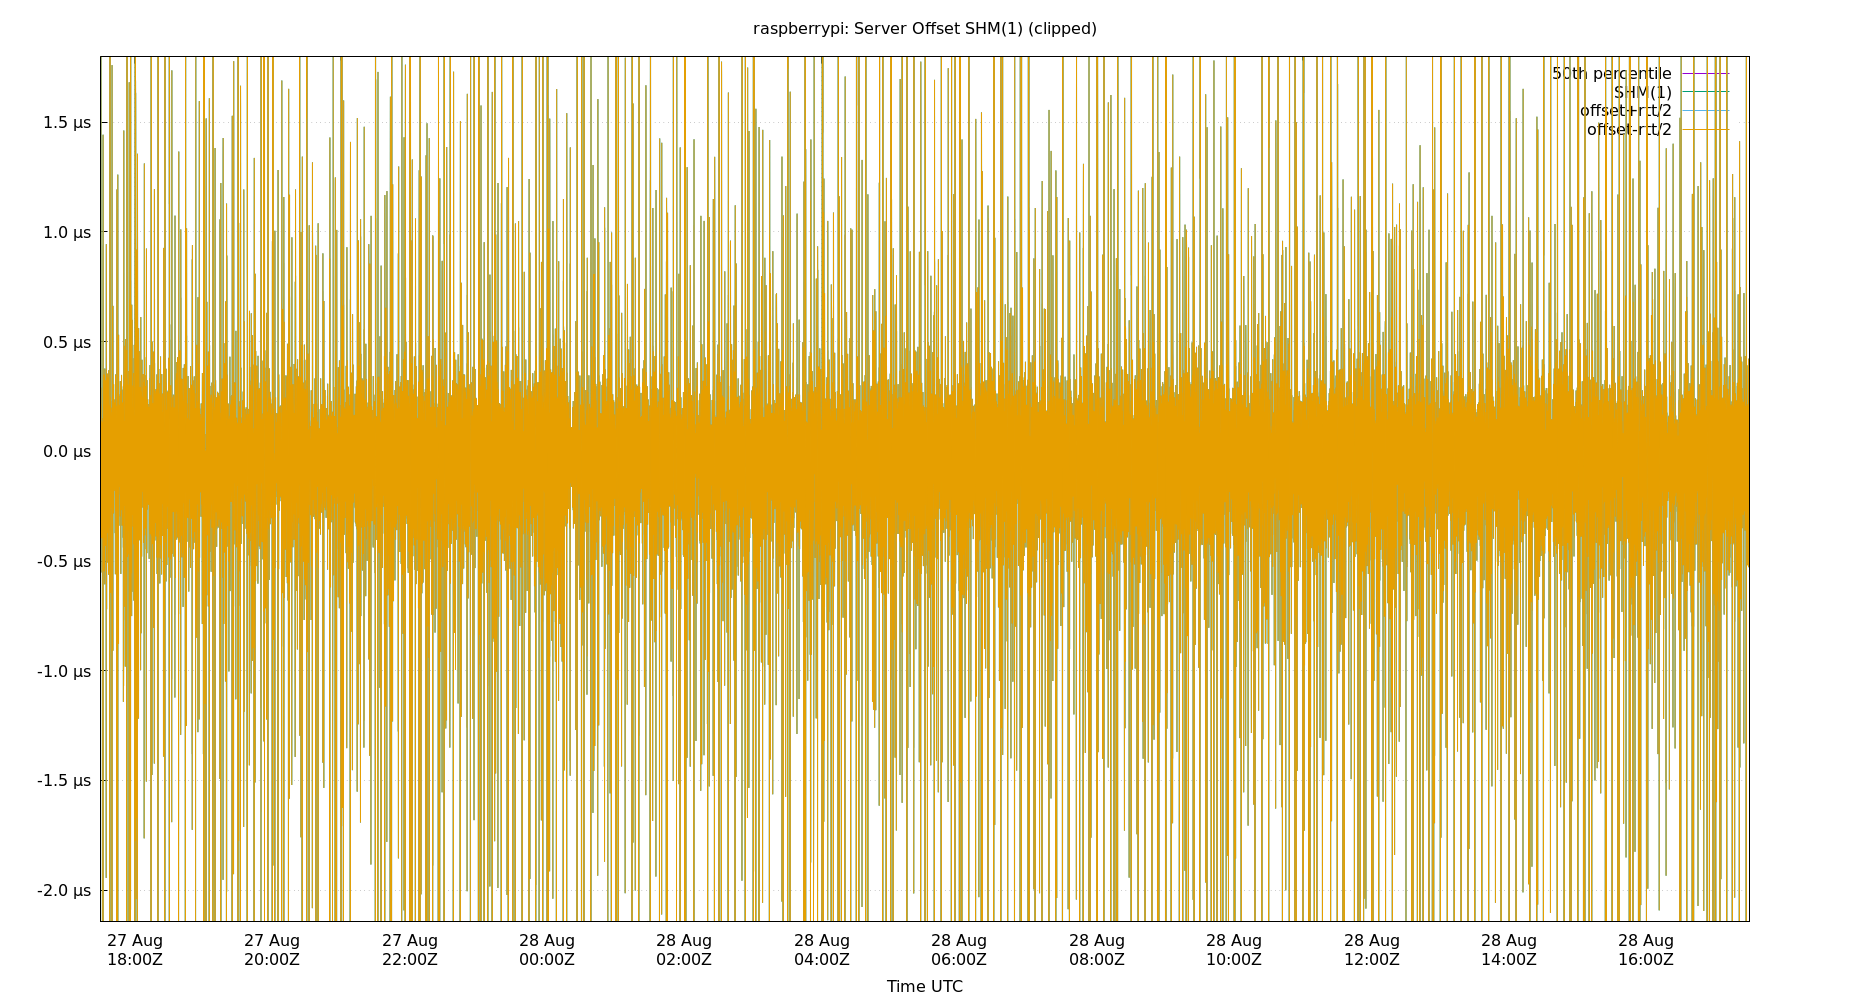 raspberrypi: Server Offset SHM(1) (clipped)
50th percentile
SHM(1)
offset+rtt/2
offset-rtt/2
1.5 µs
1.0 µs
0.5 µs
0.0 µs
-0.5 µs
-1.0 µs
-1.5 µs
-2.0 µs
27 Aug 27 Aug 27 Aug 28 Aug 28 Aug 28 Aug 28 Aug 28 Aug 28 Aug 28 Aug 28 Aug 28 Aug
18:00Z 20:00Z 22:00Z 00:00Z 02:00Z 04:00Z 06:00Z 08:00Z 10:00Z 12:00Z 14:00Z 16:00Z
Time UTC